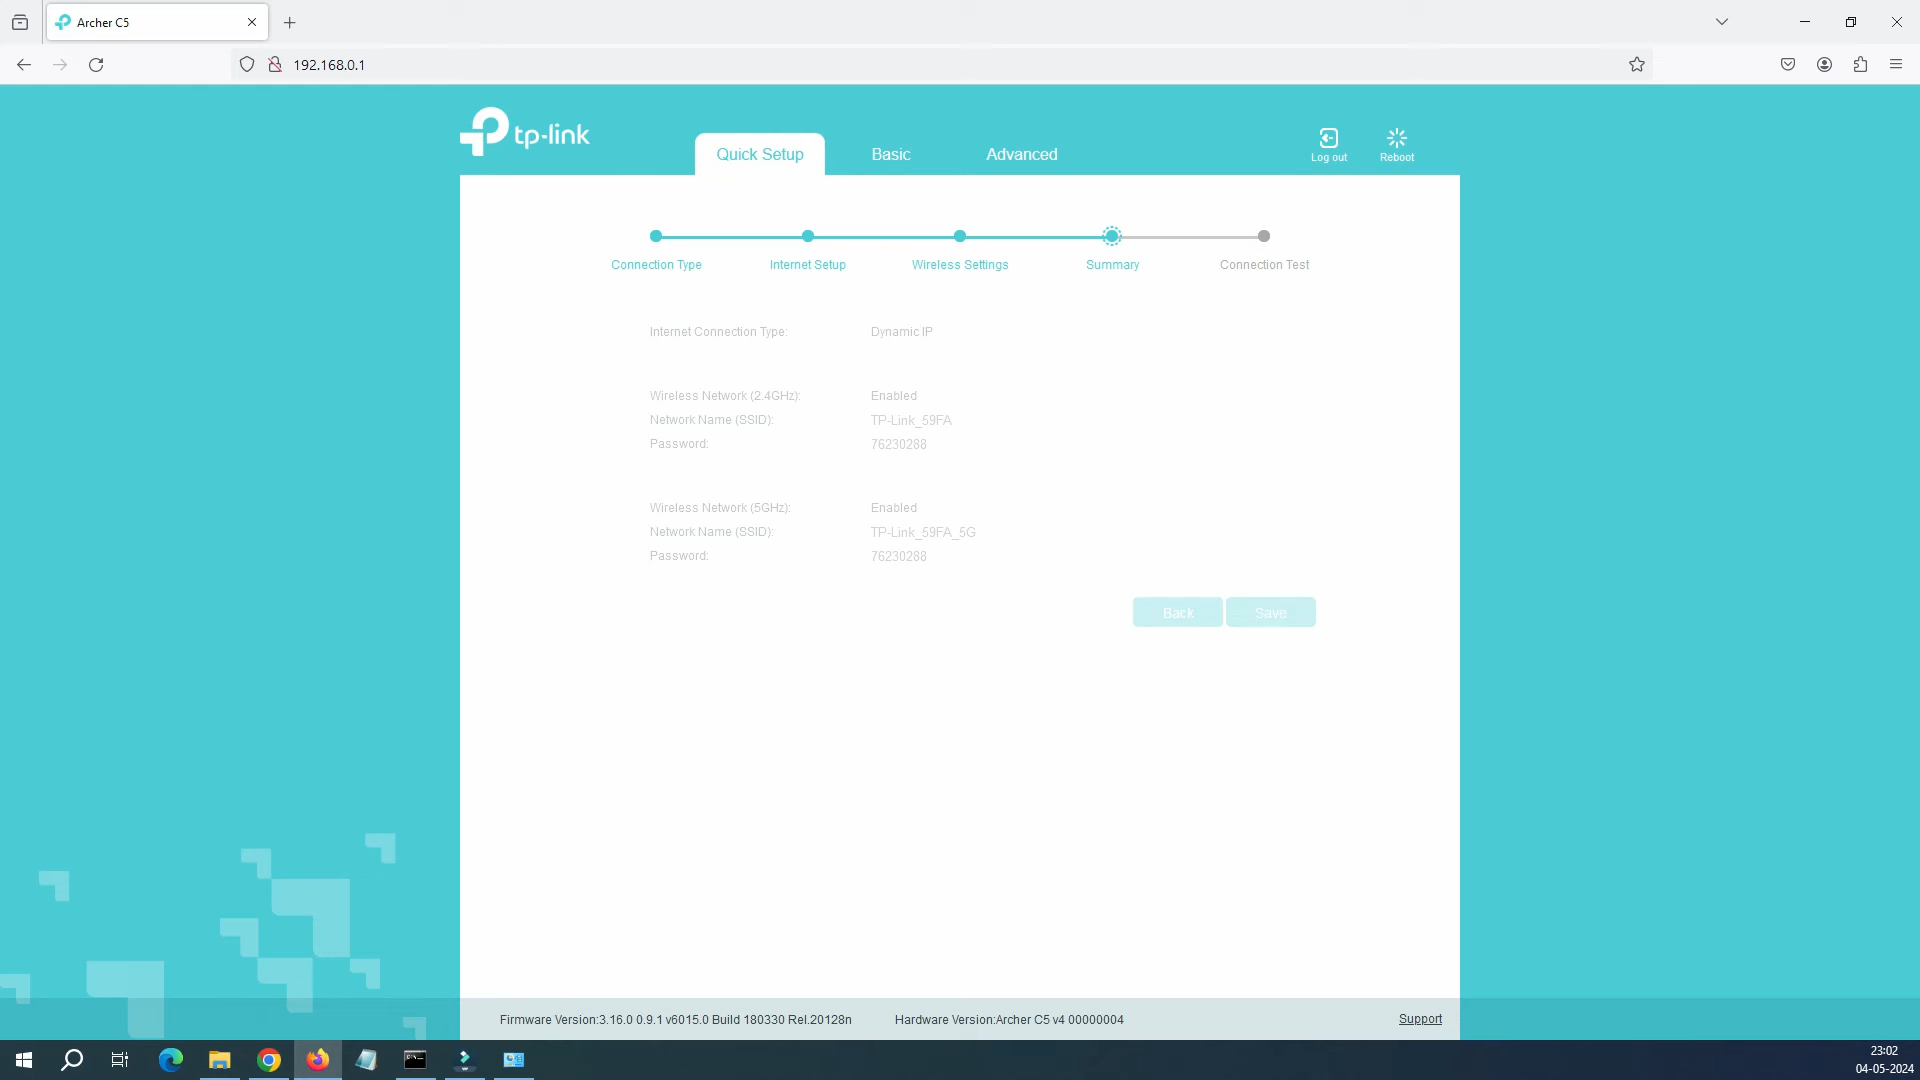 Archer C5
192.168.0.1
tp-link
Quick Setup
Basic
Advanced
Log out
Reboot
Connection Type
Internet Setup
Wireless Settings
Summary
Connection Test
Internet Connection Type: Dynamic IP
Wireless Network (2.4GHz): Enabled
Network Name (SSID): TP-Link_59FA
Password: 76230288
Wireless Network (5GHz): Enabled
Network Name (SSID): TP-Link_59FA_5G
Password: 76230288
Back
Save
Firmware Version:3.16.0 0.9.1 v6015.0 Build 180330 Rel.20128n
Hardware Version:Archer C5 v4 00000004
Support
23:02
04-05-2024